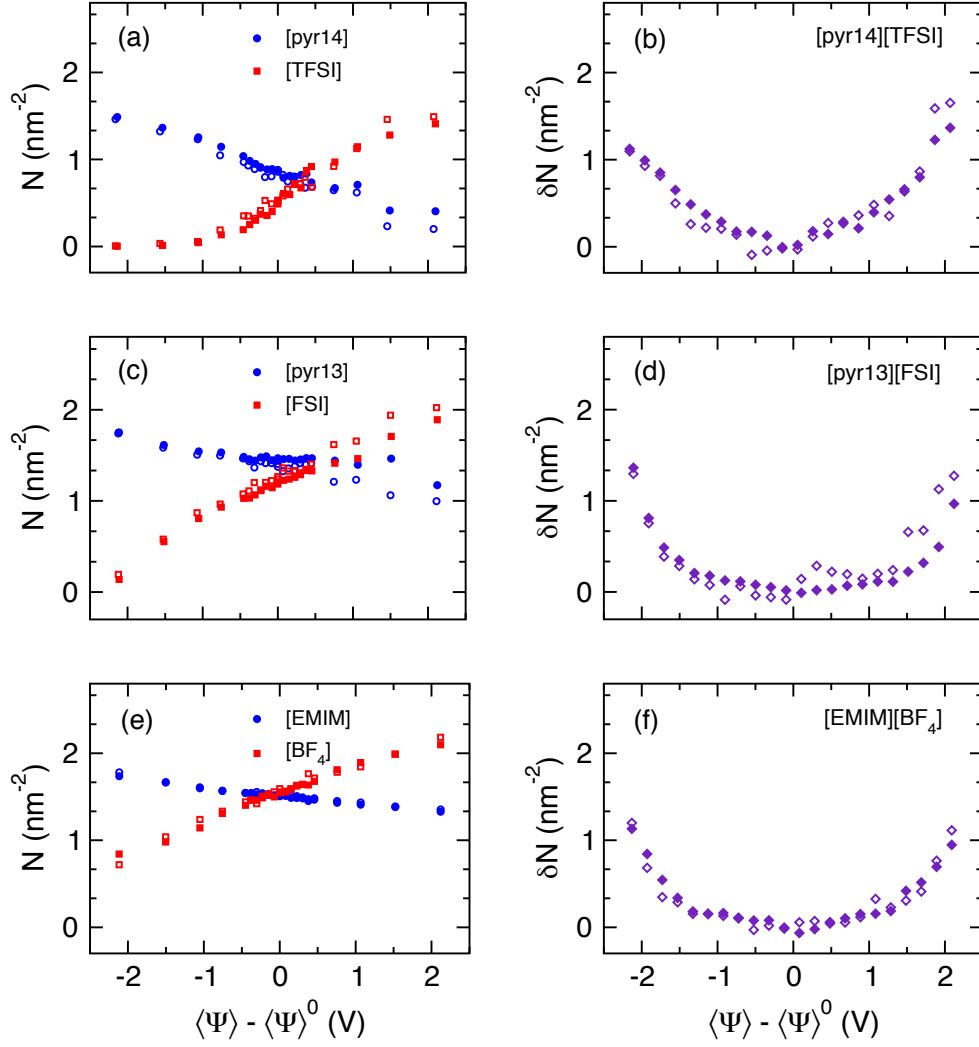 (a)
[pyr14]
[TFSI]
N (nm⁻²)
2
1
0
(b)
[pyr14][TFSI]
δN (nm⁻²)
2
1
0
(c)
[pyr13]
[FSI]
N (nm⁻²)
2
1
0
(d)
[pyr13][FSI]
δN (nm⁻²)
2
1
0
(e)
[EMIM]
[BF₄]
N (nm⁻²)
2
1
0
-2 -1 0 1 2
⟨Ψ⟩ - ⟨Ψ⟩⁰ (V)
(f)
[EMIM][BF₄]
δN (nm⁻²)
2
1
0
-2 -1 0 1 2
⟨Ψ⟩ - ⟨Ψ⟩⁰ (V)